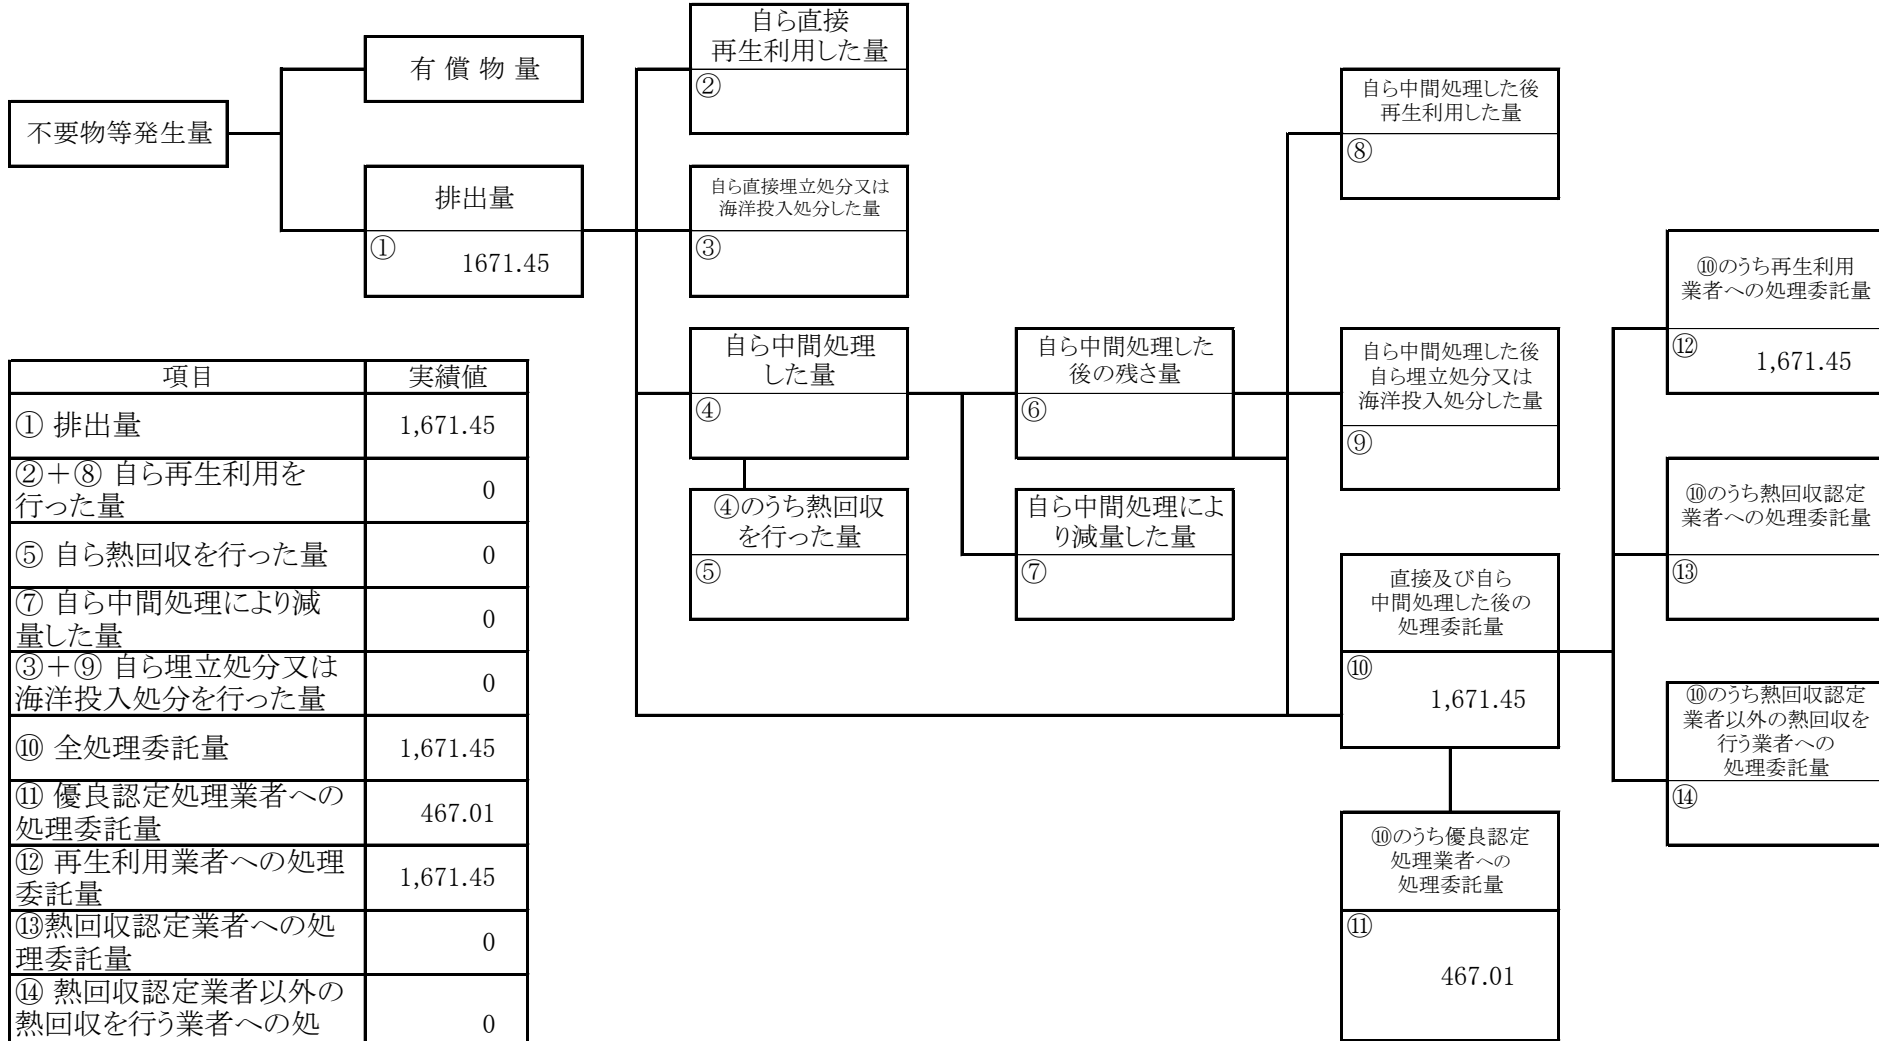 不要物等発生量
有償物量
排出量
①
1671.45
自ら直接
再生利用した量
②
自ら直接埋立処分又は
海洋投入処分した量
③
自ら中間処理
した量
④
④のうち熱回収
を行った量
⑤
自ら中間処理した
後の残さ量
⑥
自ら中間処理によ
り減量した量
⑦
自ら中間処理した後
再生利用した量
⑧
自ら中間処理した後
自ら埋立処分又は
海洋投入処分した量
⑨
直接及び自ら
中間処理した後の
処理委託量
⑩
1,671.45
⑩のうち優良認定
処理業者への
処理委託量
⑪
467.01
⑩のうち再生利用
業者への処理委託量
⑫
1,671.45
⑩のうち熱回収認定
業者への処理委託量
⑬
⑩のうち熱回収認定
業者以外の熱回収を
行う業者への
処理委託量
⑭
項目 実績値
① 排出量 1,671.45
②＋⑧ 自ら再生利用を
行った量 0
⑤ 自ら熱回収を行った量 0
⑦ 自ら中間処理により減
量した量 0
③＋⑨ 自ら埋立処分又は
海洋投入処分を行った量 0
⑩ 全処理委託量 1,671.45
⑪ 優良認定処理業者への
処理委託量 467.01
⑫ 再生利用業者への処理
委託量 1,671.45
⑬熱回収認定業者への処
理委託量 0
⑭ 熱回収認定業者以外の
熱回収を行う業者への処 0